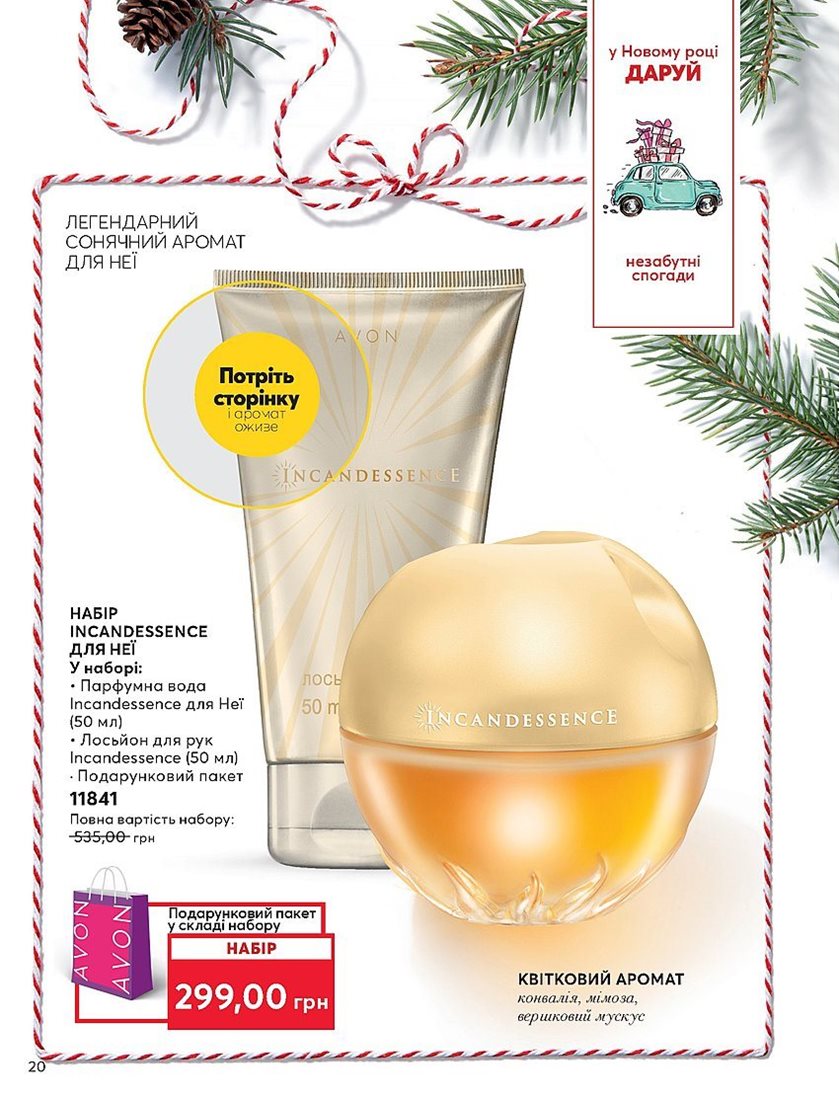 у Новому році
ДАРУЙ
незабутні
спогади
ЛЕГЕНДАРНИЙ
СОНЯЧНИЙ АРОМАТ
ДЛЯ НЕЇ
AVON
Потріть
сторінку
і аромат
оживе
INCANDESSENCE
НАБІР
INCANDESSENCE
ДЛЯ НЕЇ
У наборі:
• Парфумна вода
Incandessence для Неї
(50 мл)
• Лосьйон для рук
Incandessence (50 мл)
· Подарунковий пакет
11841
Повна вартість набору:
535,00 грн
50 m
INCANDESSENCE
AVON
AVON
Подарунковий пакет
у складі набору
НАБІР
299,00 грн
КВІТКОВИЙ АРОМАТ
конвалія, мімоза,
вершковий мускус
20